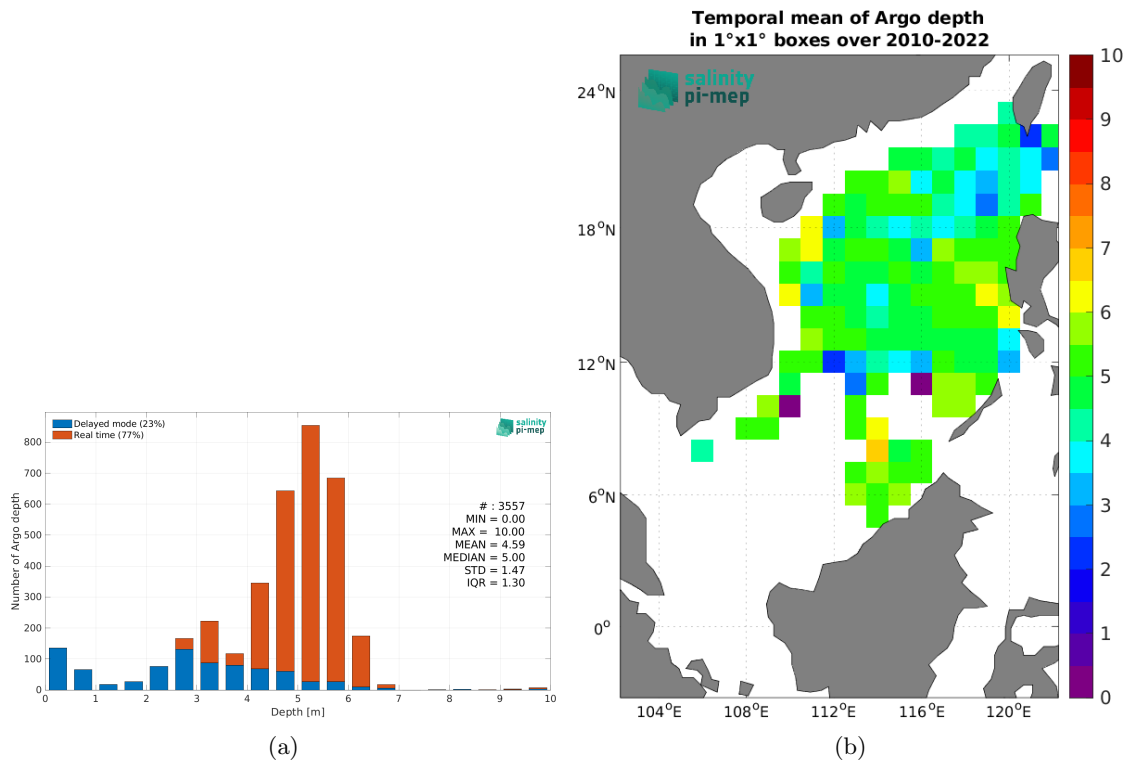 Delayed mode (23%)
Real time (77%)
salinity
pi-mep
# : 3557
MIN = 0.00
MAX = 10.00
MEAN = 4.59
MEDIAN = 5.00
STD = 1.47
IQR = 1.30
Number of Argo depth
800
700
600
500
400
300
200
100
0
0 1 2 3 4 5 6 7 8 9 10
Depth [m]
(a)
Temporal mean of Argo depth
in 1°x1° boxes over 2010-2022
salinity
pi-mep
24°N
18°N
12°N
6°N
0°
104°E 108°E 112°E 116°E 120°E
10
9
8
7
6
5
4
3
2
1
0
(b)